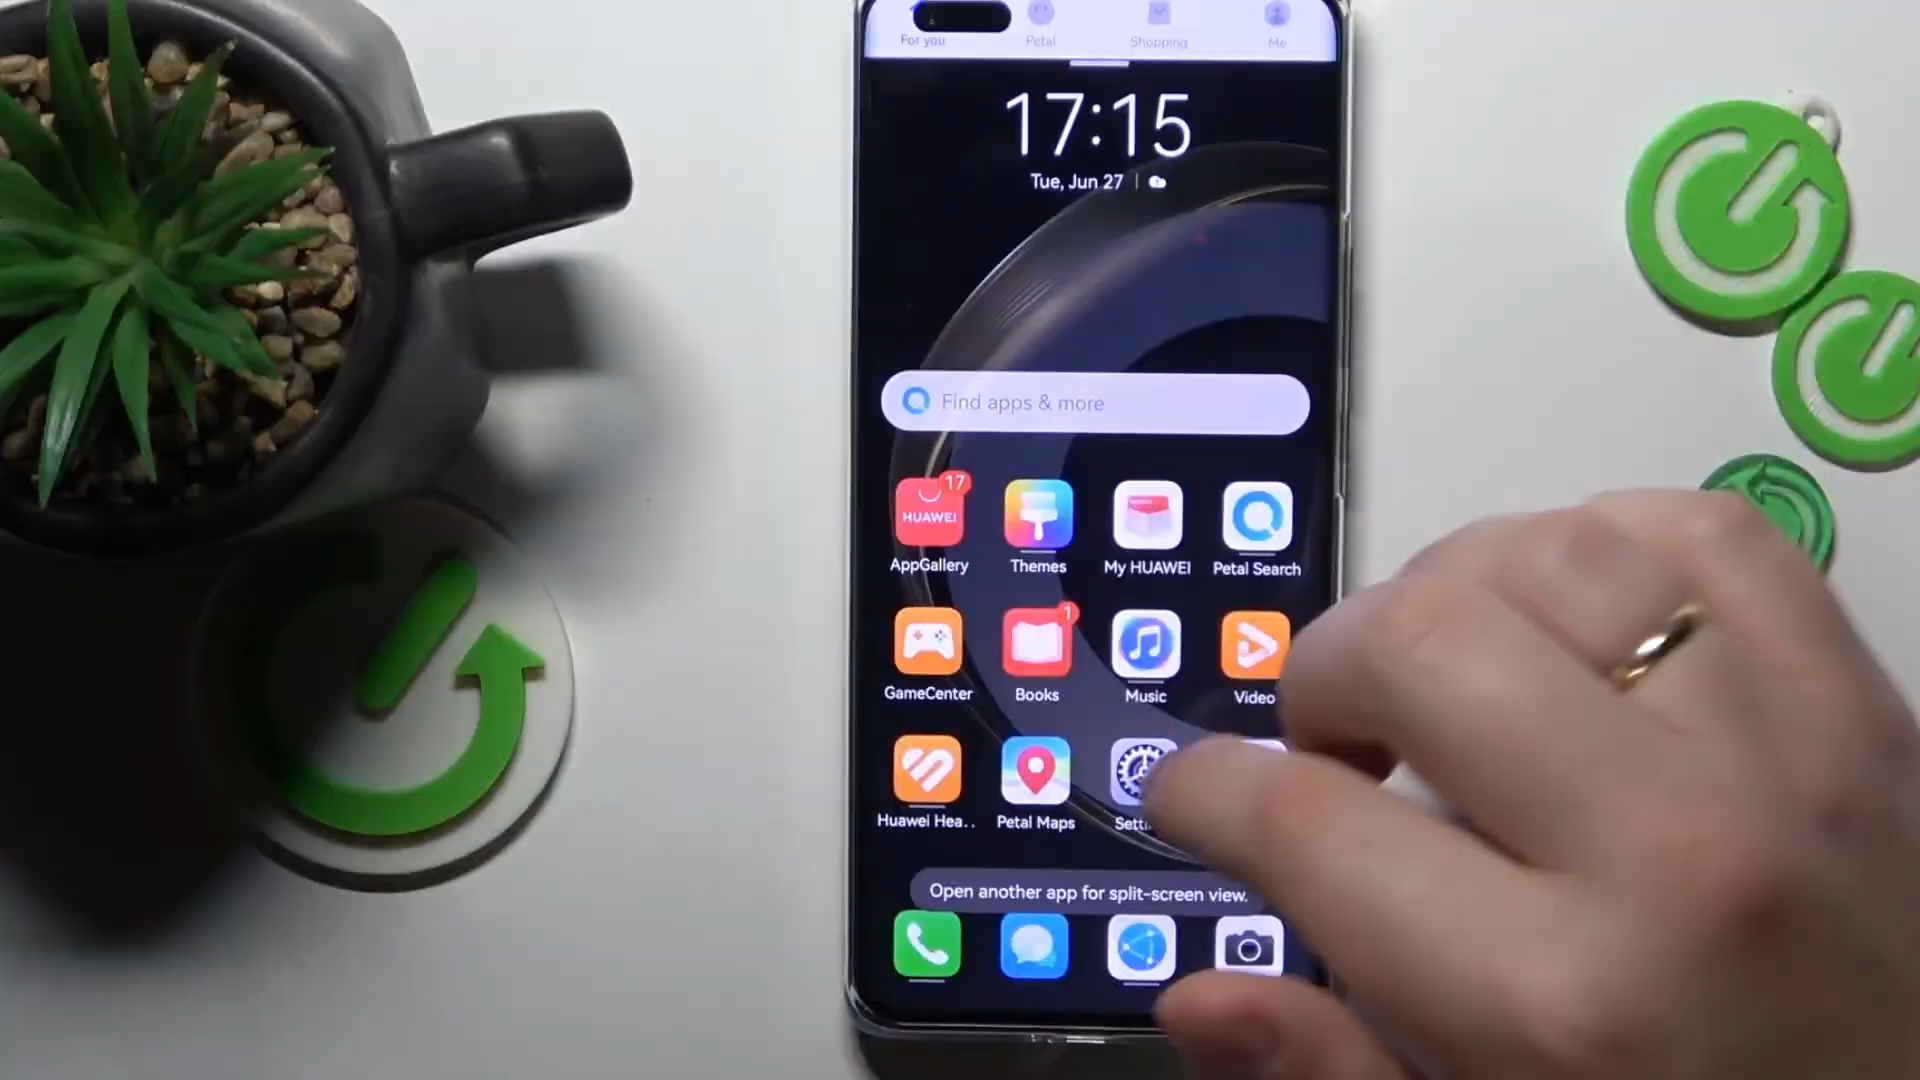 For you
Petal
Shopping
Me
17:15
Tue, Jun 27
Find apps & more
17
HUAWEI
AppGallery
Themes
My HUAWEI
Petal Search
GameCenter
1
Books
Music
Video
Huawei Hea..
Petal Maps
Open another app for split-screen view.